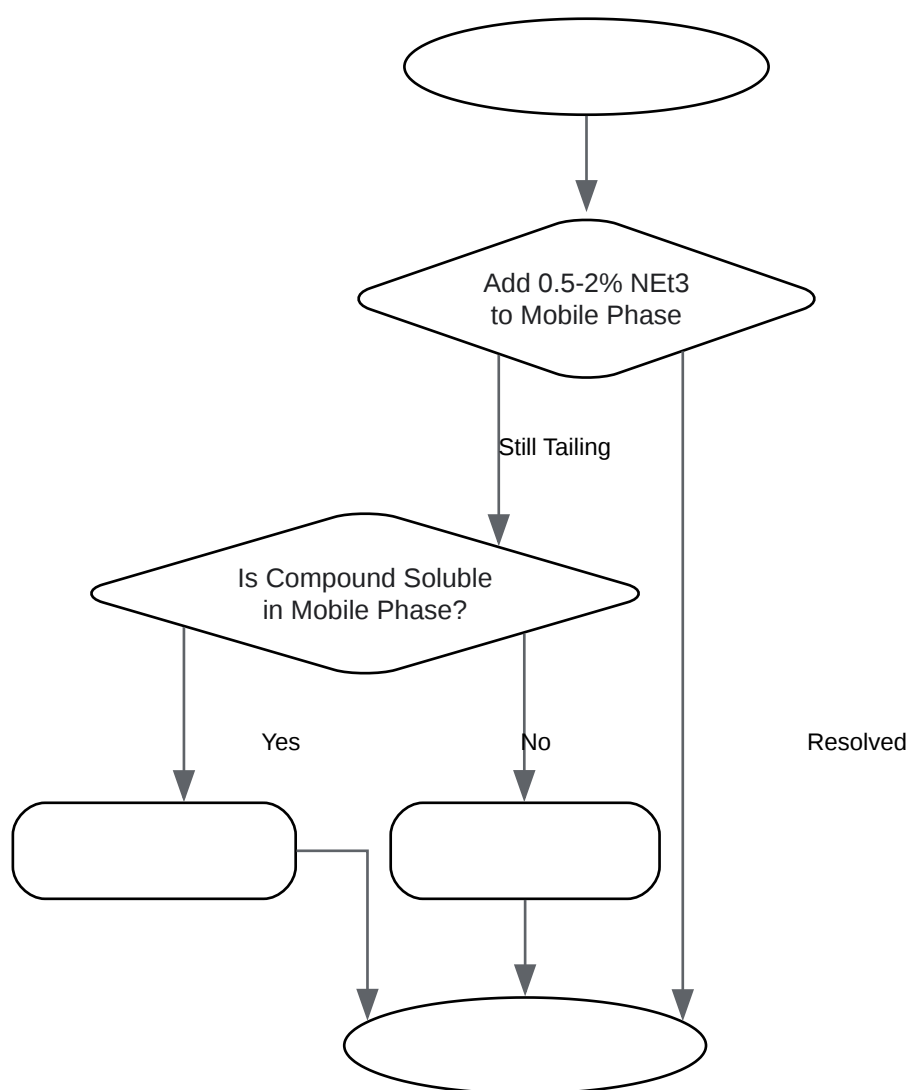 Add 0.5-2% NEt3
to Mobile Phase
Still Tailing
Is Compound Soluble
in Mobile Phase?
Yes
No
Resolved